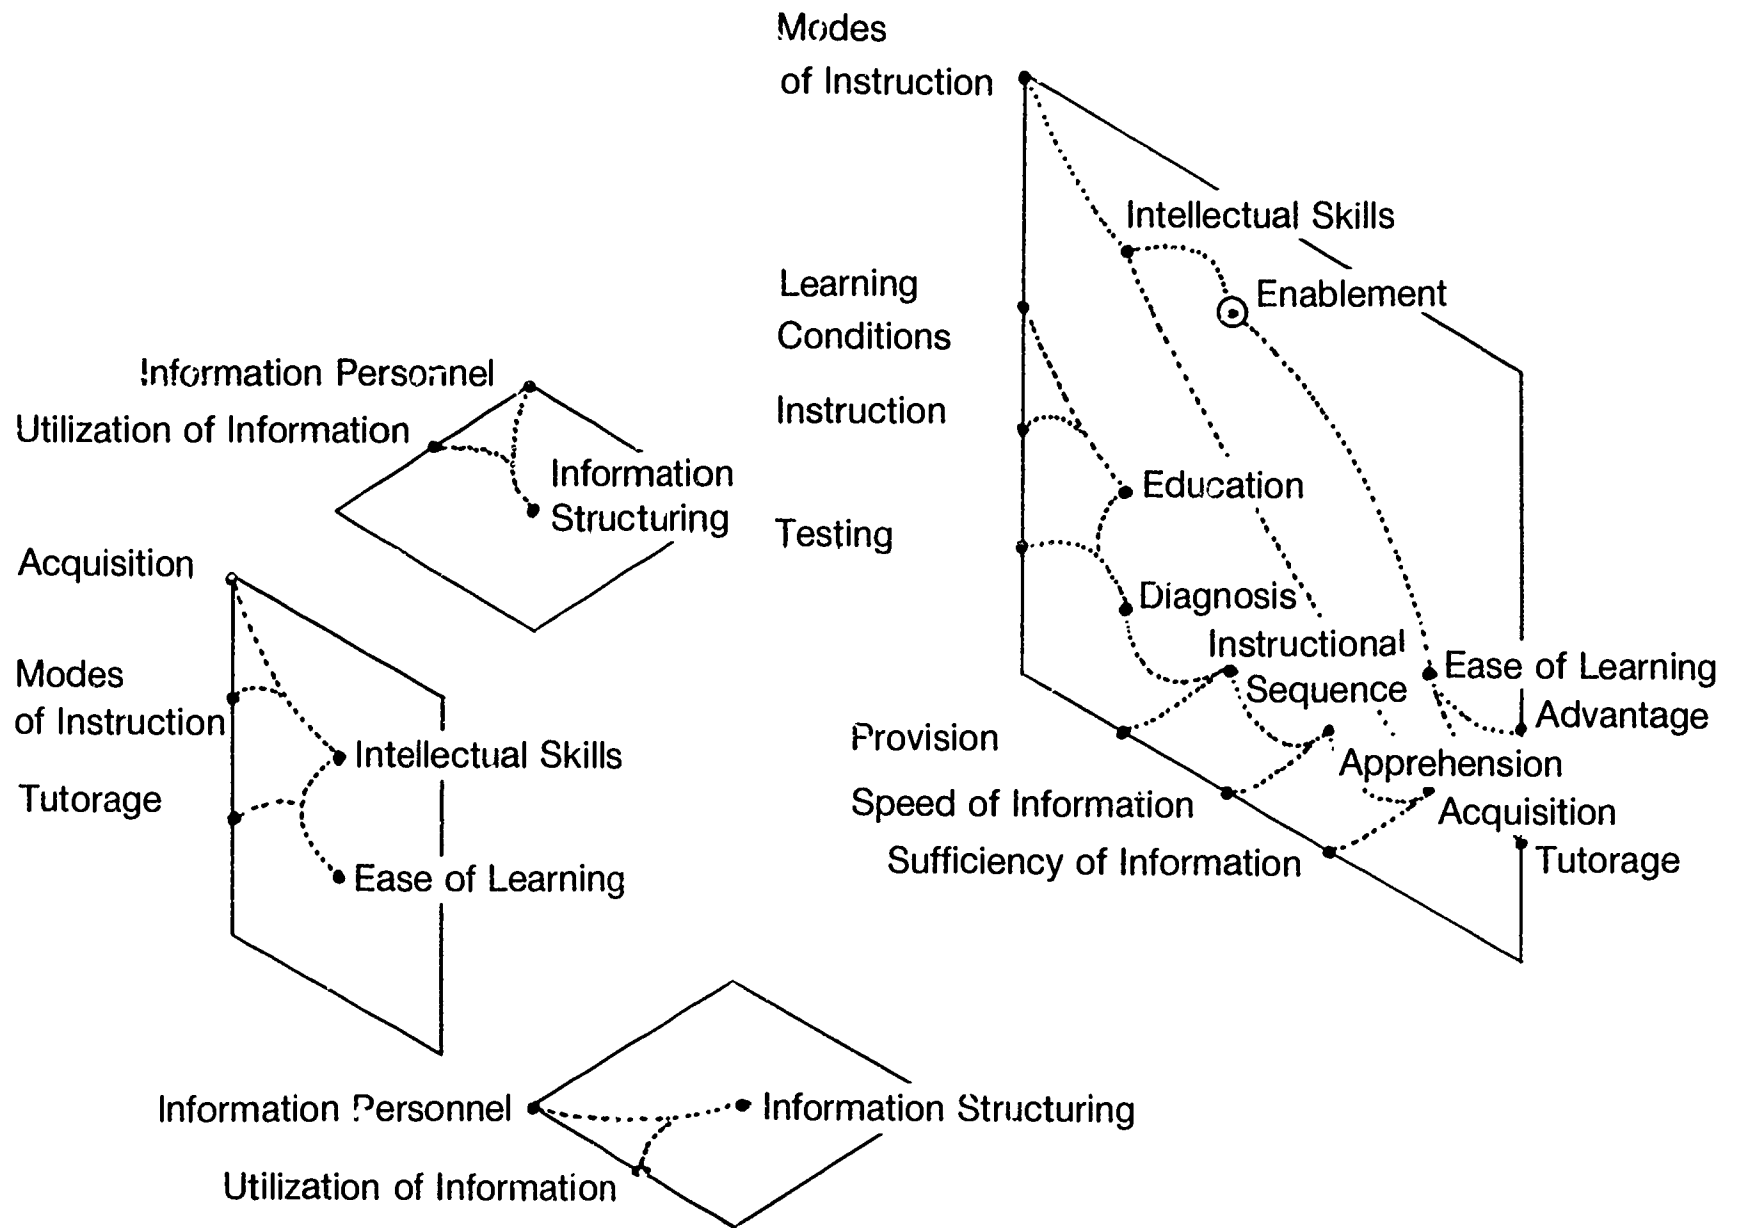 Modes
of Instruction
Intellectual Skills
Enablement
Learning
Conditions
Instruction
Education
Testing
Diagnosis
Instructional
Sequence
Ease of Learning
Advantage
Provision
Apprehension
Speed of Information
Acquisition
Sufficiency of Information
Tutorage
Information Personnel
Utilization of Information
Information
Structuring
Acquisition
Modes
of Instruction
Intellectual Skills
Tutorage
Ease of Learning
Information Personnel
Information Structuring
Utilization of Information